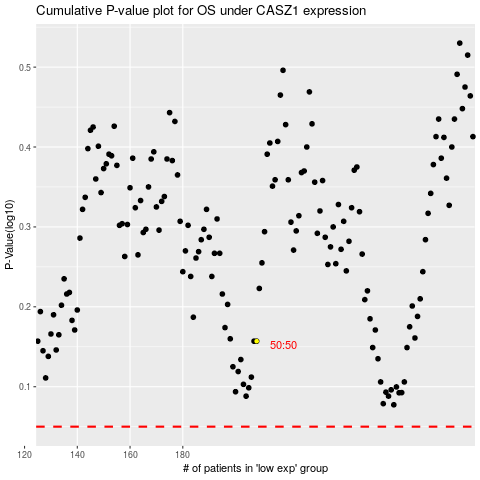 Cumulative P-value plot for OS under CASZ1 expression
P-Value(log10)
0.5
0.4
0.3
0.2
0.1
50:50
120 140 160 180
# of patients in 'low exp' group